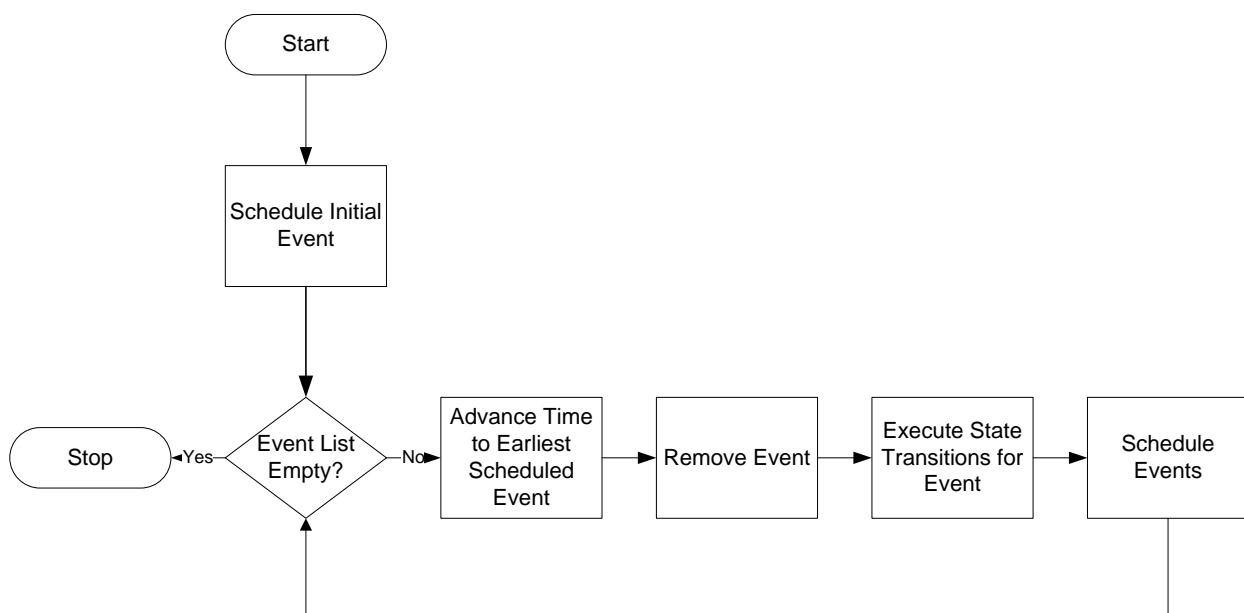 Start
Schedule Initial
Event
Event List
Empty?
Yes
Stop
No
Advance Time
to Earliest
Scheduled
Event
Remove Event
Execute State
Transitions for
Event
Schedule
Events